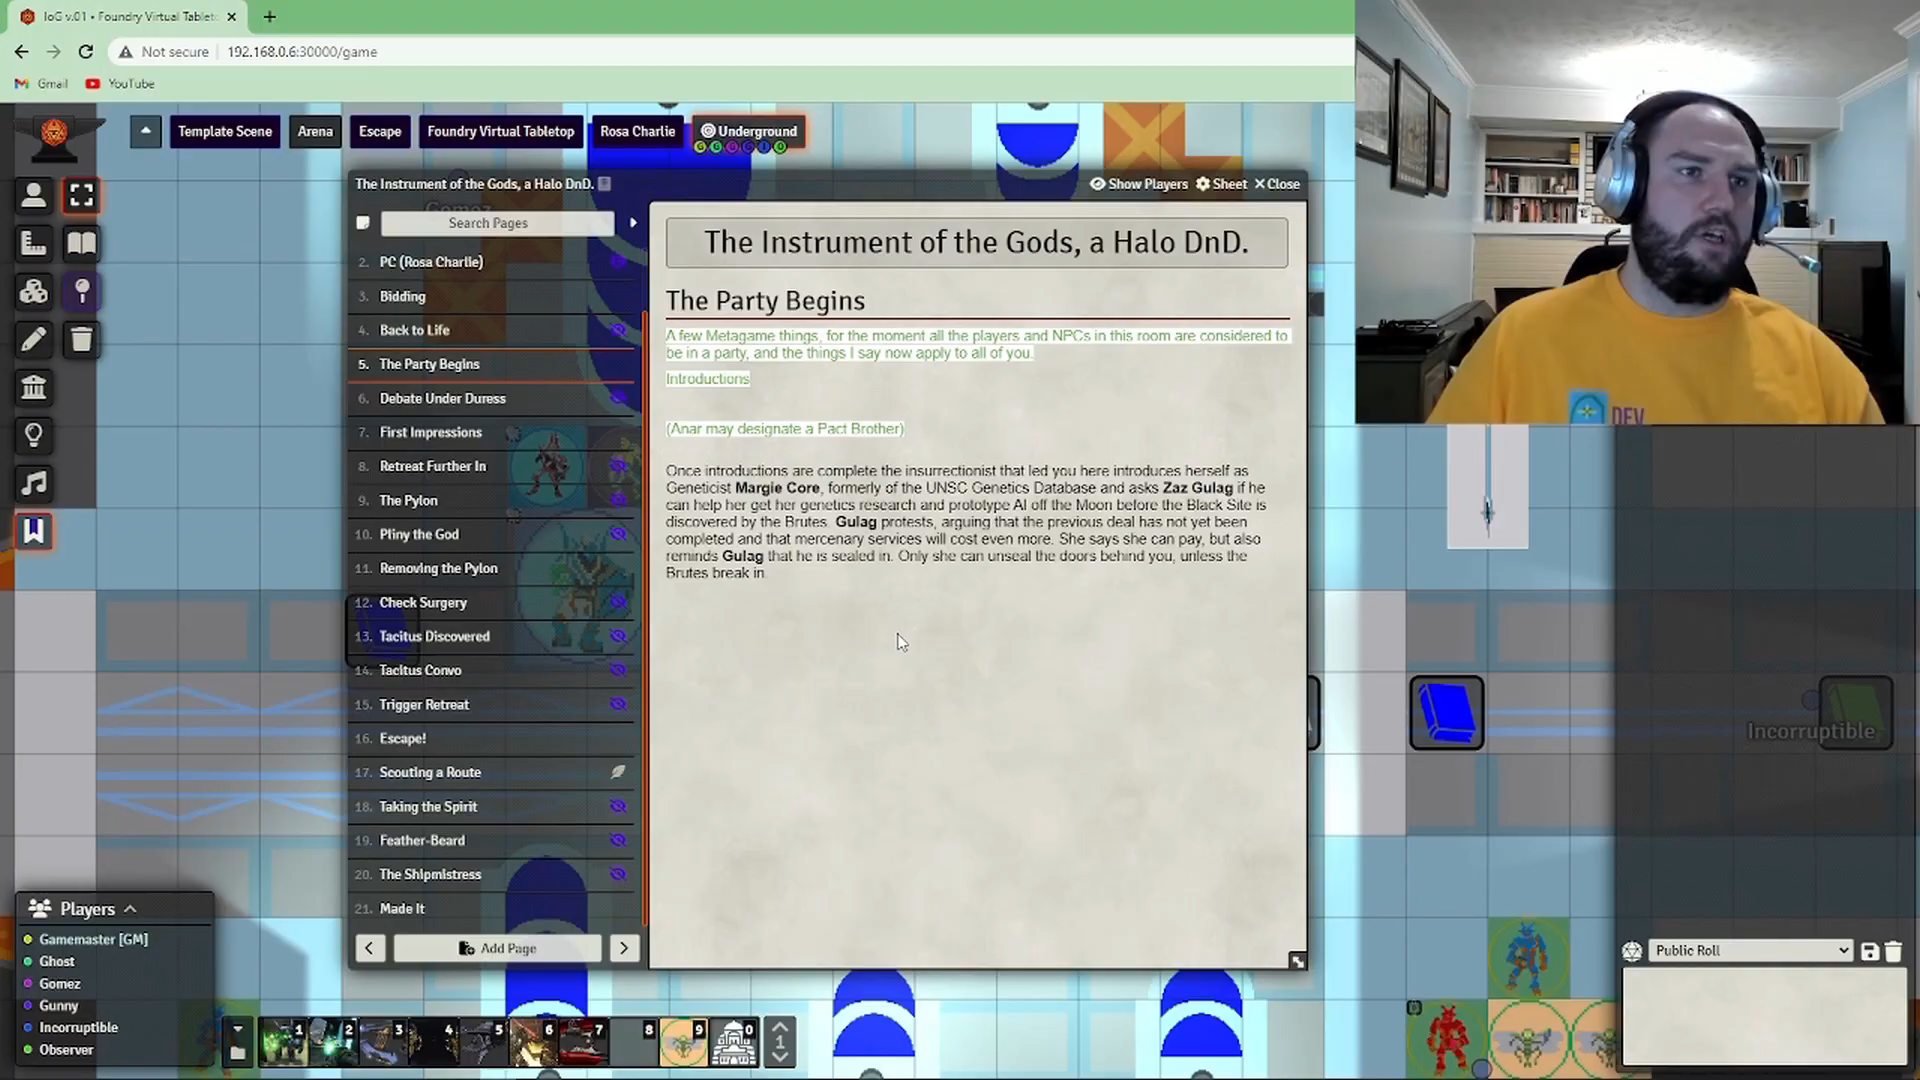 IoG v.01 • Foundry Virtual Tablet
Not secure 192.168.0.6:30000/game
Gmail YouTube
Template Scene Arena Escape Foundry Virtual Tabletop Rosa Charlie Underground
The Instrument of the Gods, a Halo DnD. Show Players Sheet Close
Search Pages
2. PC (Rosa Charlie)
3. Bidding
4. Back to Life
5. The Party Begins
6. Debate Under Duress
7. First Impressions
8. Retreat Further In
9. The Pylon
10. Pliny the God
11. Removing the Pylon
12. Check Surgery
13. Tacitus Discovered
14. Tacitus Convo
15. Trigger Retreat
16. Escape!
17. Scouting a Route
18. Taking the Spirit
19. Feather-Beard
20. The Shipmistress
21. Made It
Add Page
The Instrument of the Gods, a Halo DnD.
The Party Begins
A few Metagame things, for the moment all the players and NPCs in this room are considered to
be in a party, and the things I say now apply to all of you.
Introductions
(Anar may designate a Pact Brother)
Once introductions are complete the insurrectionist that led you here introduces herself as
Geneticist Margie Core, formerly of the UNSC Genetics Database and asks Zaz Gulag if he
can help her get her genetics research and prototype AI off the Moon before the Black Site is
discovered by the Brutes. Gulag protests, arguing that the previous deal has not yet been
completed and that mercenary services will cost even more. She says she can pay, but also
reminds Gulag that he is sealed in. Only she can unseal the doors behind you, unless the
Brutes break in.
DEV
Incorruptible
Players
Gamemaster [GM]
Ghost
Gomez
Gunny
Incorruptible
Observer
1 2 3 4 5 6 7 8 9 0
1
Public Roll